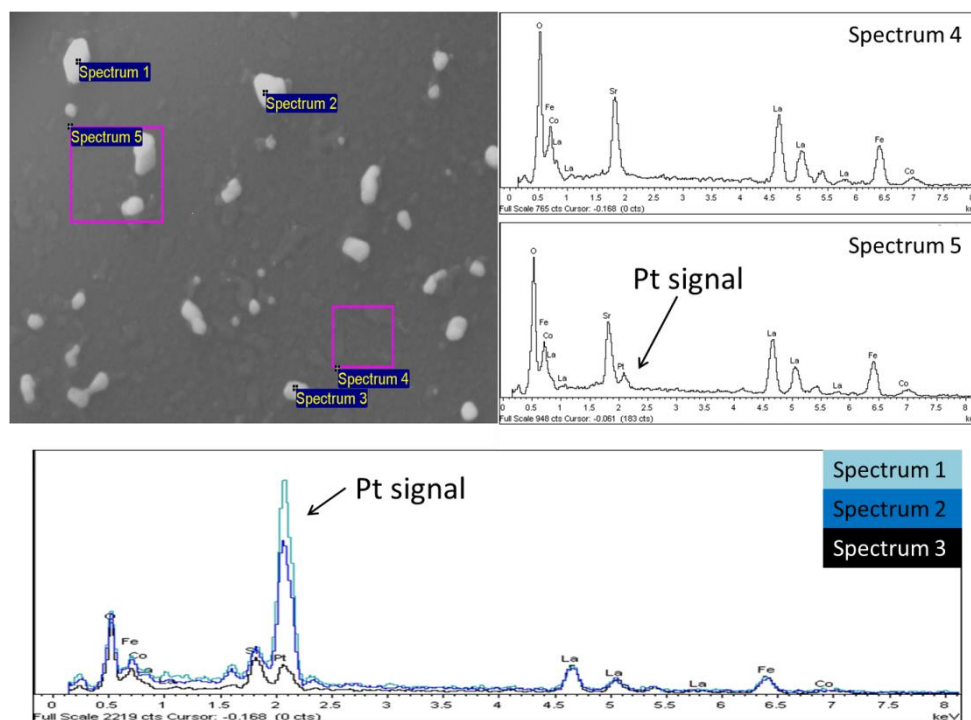 Spectrum 1
Spectrum 2
Spectrum 5
Spectrum 4
Spectrum 3
Spectrum 4
O
Fe
Co
La
La
Sr
La
La
La
Fe
Co
0 0.5 1 1.5 2 2.5 3 3.5 4 4.5 5 5.5 6 6.5 7 7.5 8
Full Scale 765 cts Cursor: -0.168 (0 cts)
Spectrum 5
Pt signal
O
Fe
Co
La
La
Sr
Pt
La
La
La
Fe
Co
0 0.5 1 1.5 2 2.5 3 3.5 4 4.5 5 5.5 6 6.5 7 7.5 8
Full Scale 948 cts Cursor: -0.061 (183 cts)
Spectrum 1
Spectrum 2
Spectrum 3
Pt signal
Fe
Co
Pt
La
La
La
Fe
Co
0 0.5 1 1.5 2 2.5 3 3.5 4 4.5 5 5.5 6 6.5 7 7.5 8
Full Scale 2219 cts Cursor: -0.168 (0 cts) keV